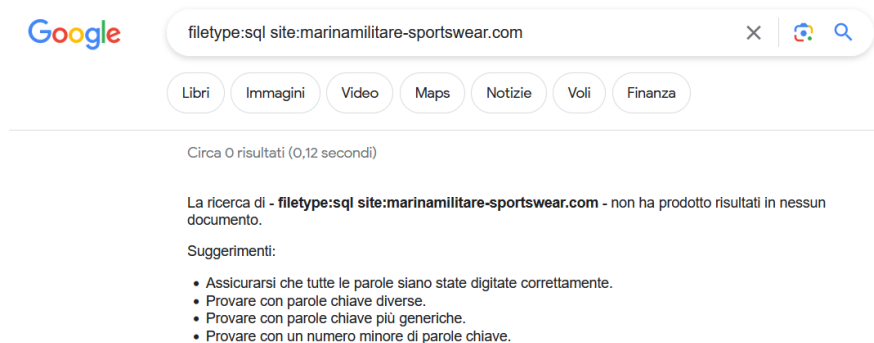 Google
filetype:sql site:marinamilitare-sportswear.com
Libri Immagini Video Maps Notizie Voli Finanza
Circa 0 risultati (0,12 secondi)
La ricerca di - filetype:sql site:marinamilitare-sportswear.com - non ha prodotto risultati in nessun
documento.
Suggerimenti:
• Assicurarsi che tutte le parole siano state digitate correttamente.
• Provare con parole chiave diverse.
• Provare con parole chiave più generiche.
• Provare con un numero minore di parole chiave.